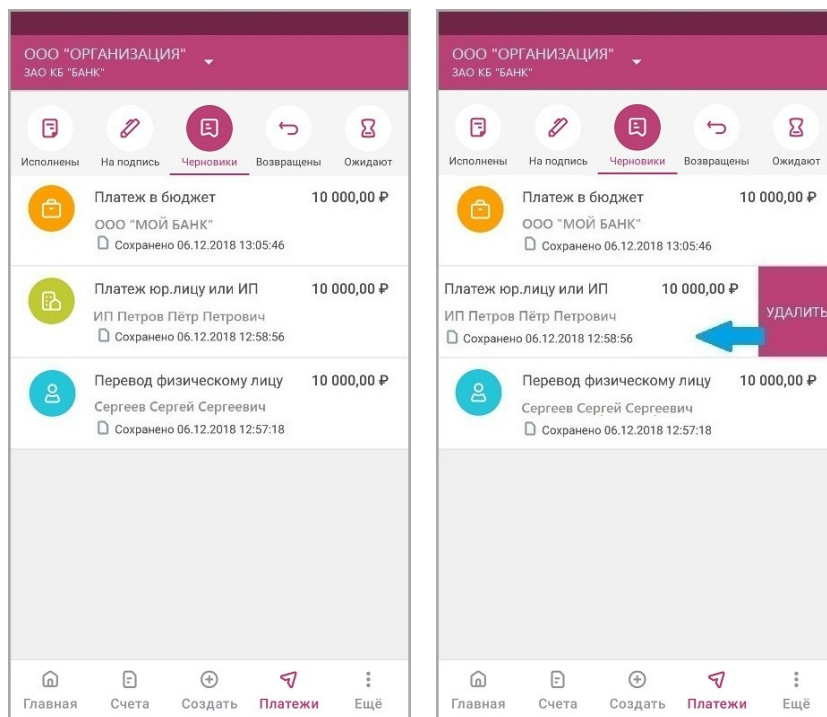 ООО "ОРГАНИЗАЦИЯ"
ЗАО КБ "БАНК"
Исполнены На подпись Черновики Возвращены Ожидают
Платеж в бюджет 10 000,00 ₽
ООО "МОЙ БАНК"
Сохранено 06.12.2018 13:05:46
Платеж юр.лицу или ИП 10 000,00 ₽
ИП Петров Пётр Петрович
Сохранено 06.12.2018 12:58:56
Перевод физическому лицу 10 000,00 ₽
Сергеев Сергей Сергеевич
Сохранено 06.12.2018 12:57:18
Главная Счета Создать Платежи Ещё
ООО "ОРГАНИЗАЦИЯ"
ЗАО КБ "БАНК"
Исполнены На подпись Черновики Возвращены Ожидают
Платеж в бюджет 10 000,00 ₽
ООО "МОЙ БАНК"
Сохранено 06.12.2018 13:05:46
Платеж юр.лицу или ИП 10 000,00 ₽
ИП Петров Пётр Петрович
УДАЛИТЬ
Сохранено 06.12.2018 12:58:56
Перевод физическому лицу 10 000,00 ₽
Сергеев Сергей Сергеевич
Сохранено 06.12.2018 12:57:18
Главная Счета Создать Платежи Ещё